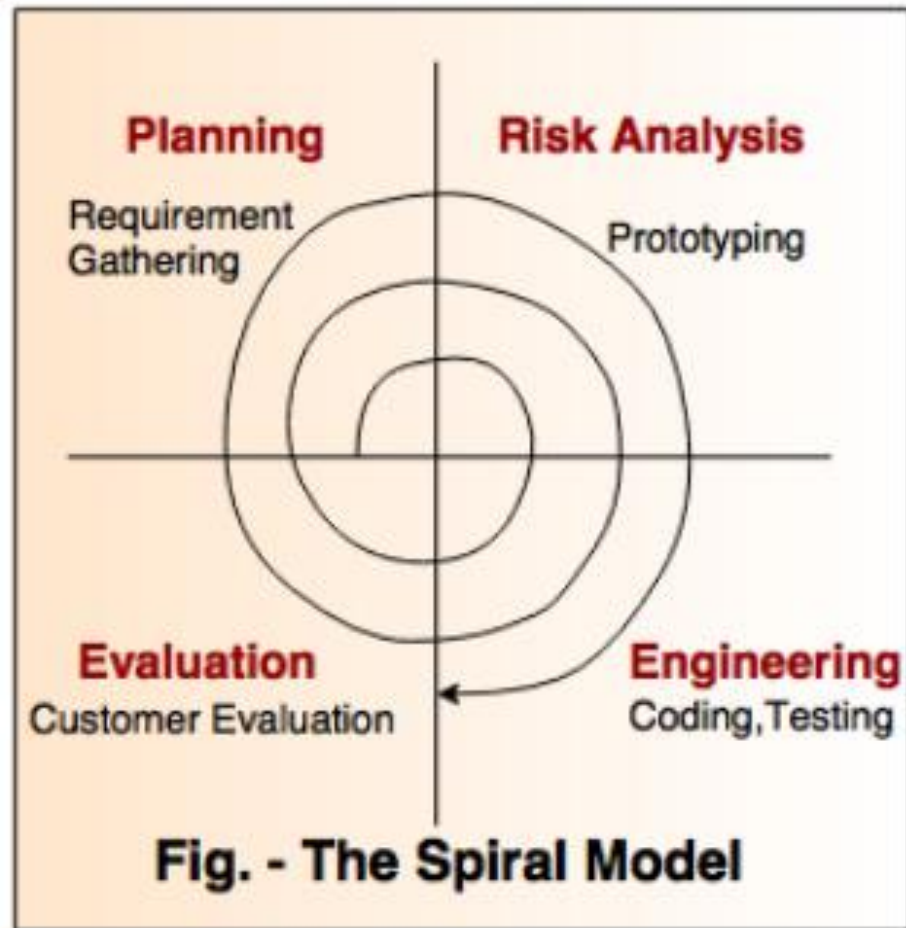 Planning
Requirement
Gathering
Risk Analysis
Prototyping
Evaluation
Customer Evaluation
Engineering
Coding,Testing
Fig. - The Spiral Model